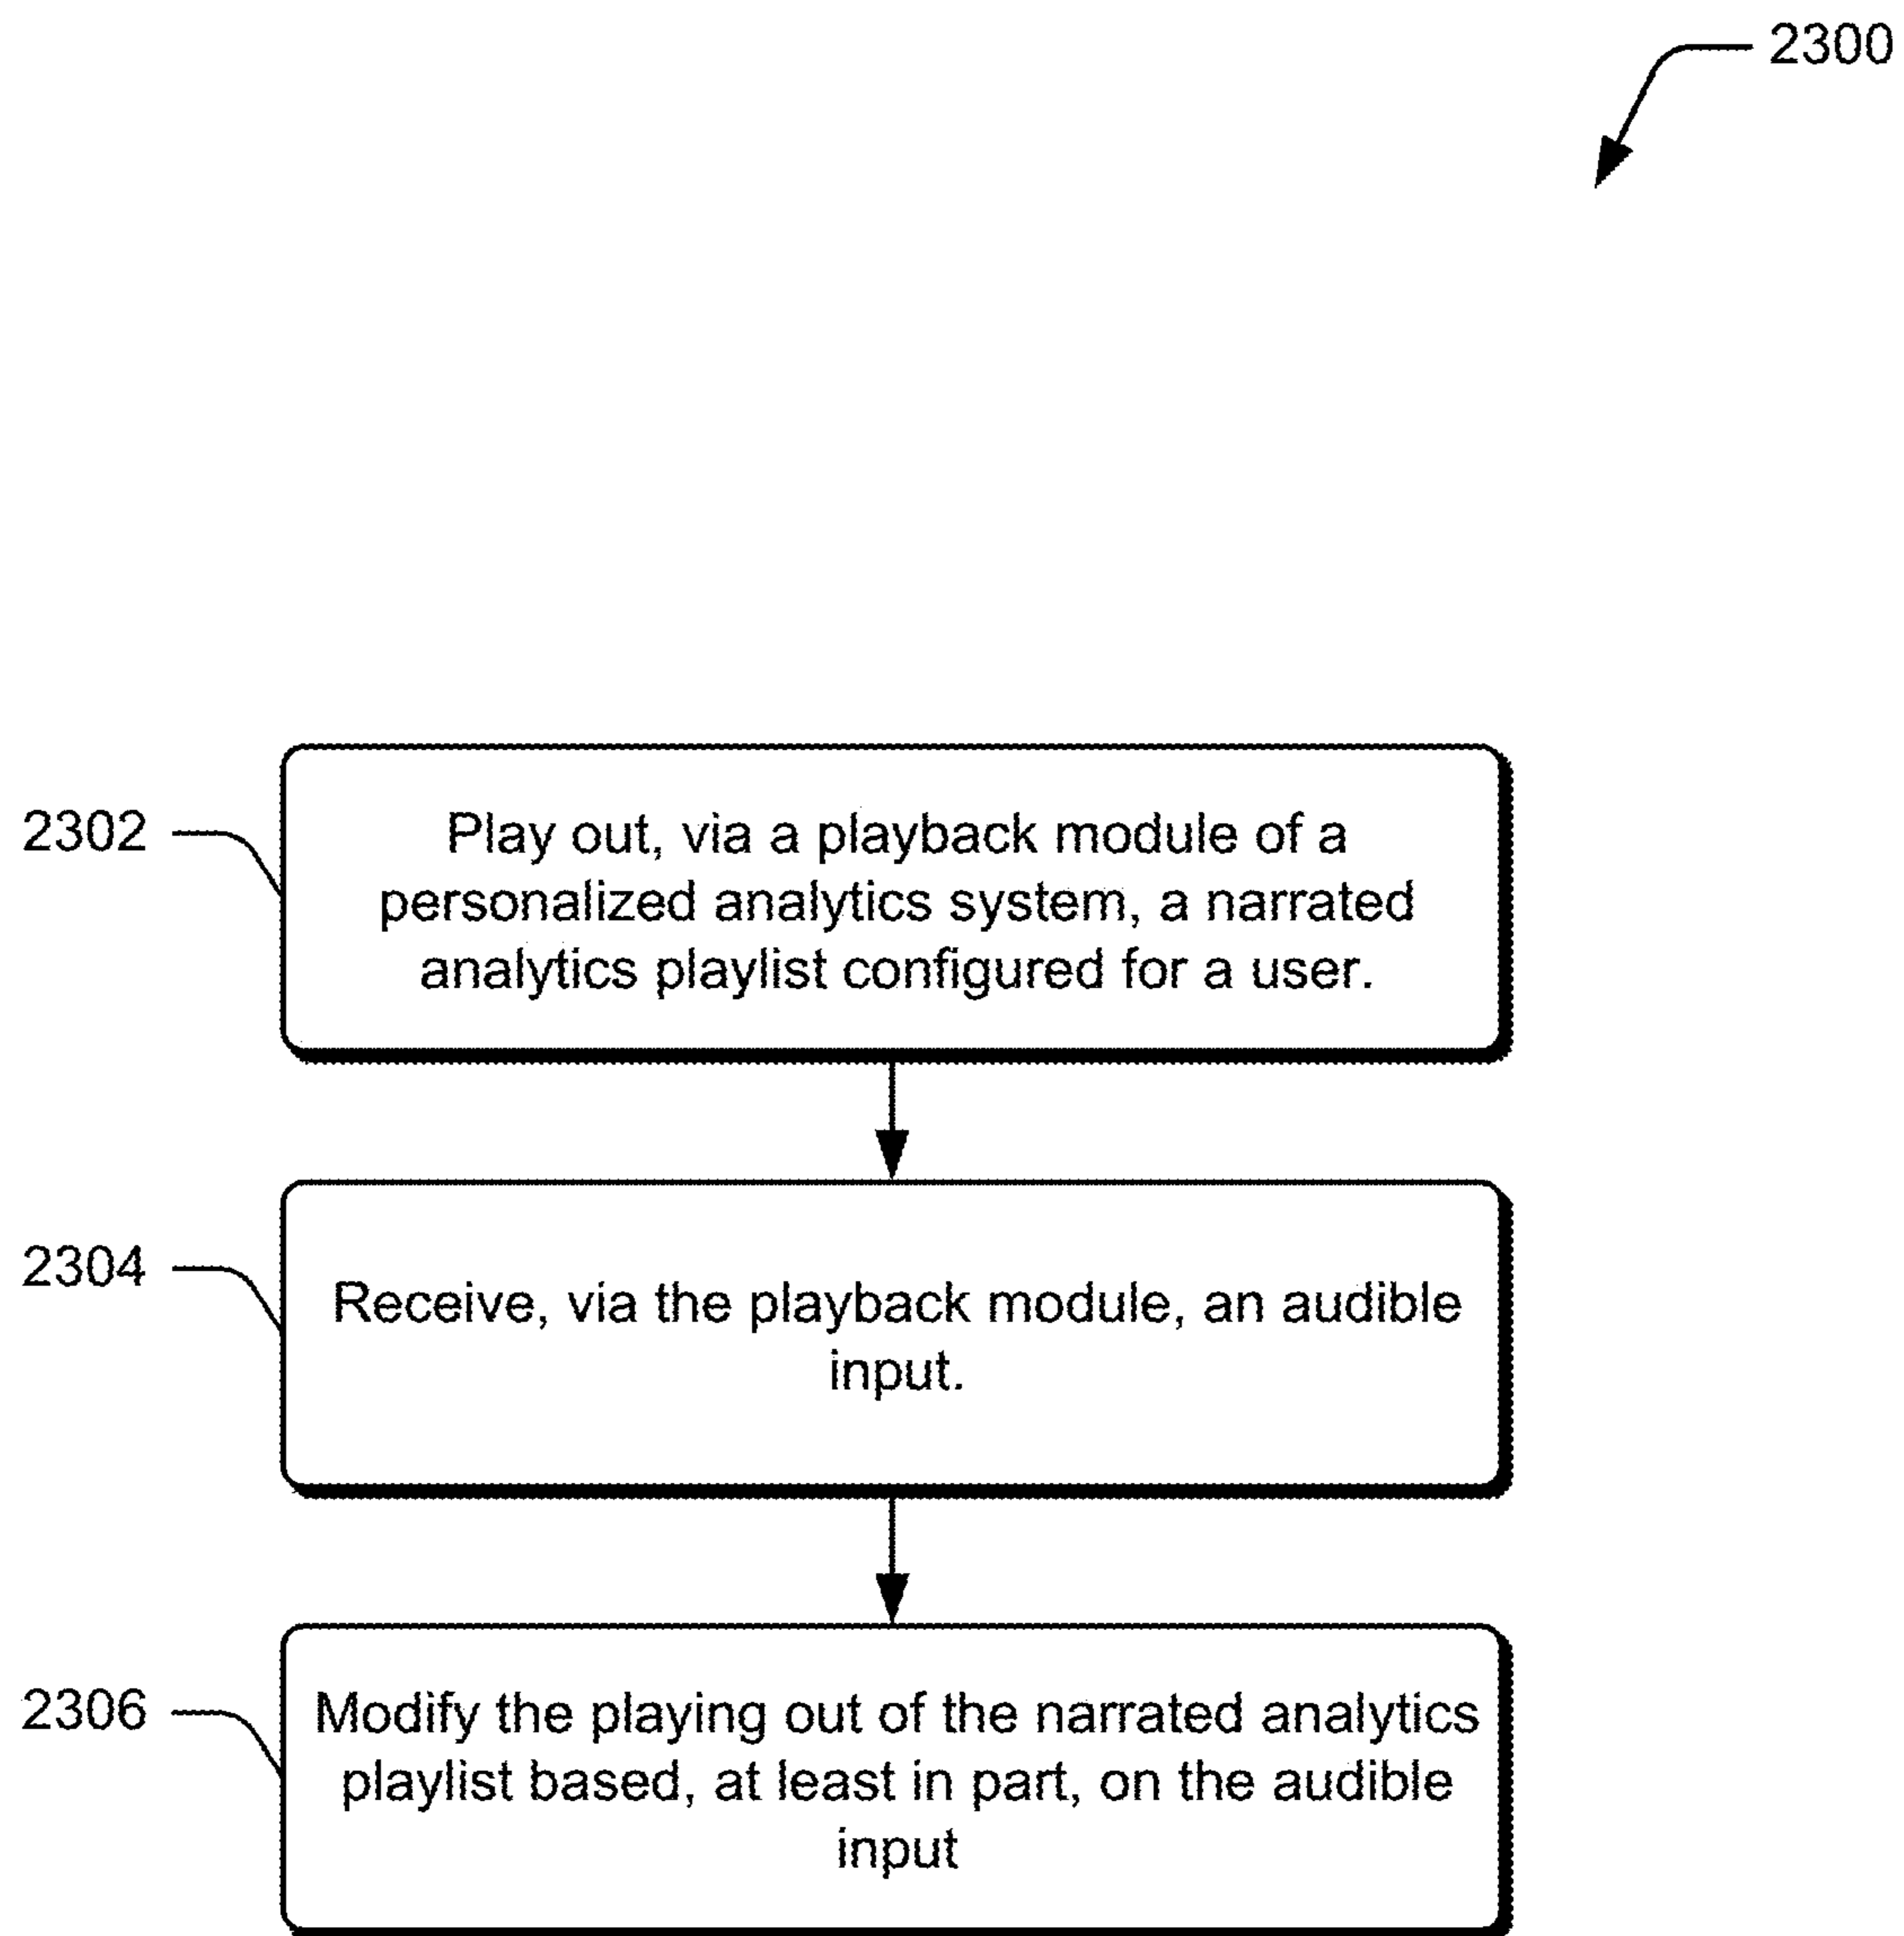 2300
2302
Play out, via a playback module of a
personalized analytics system, a narrated
analytics playlist configured for a user.
2304
Receive, via the playback module, an audible
input.
2306
Modify the playing out of the narrated analytics
playlist based, at least in part, on the audible
input